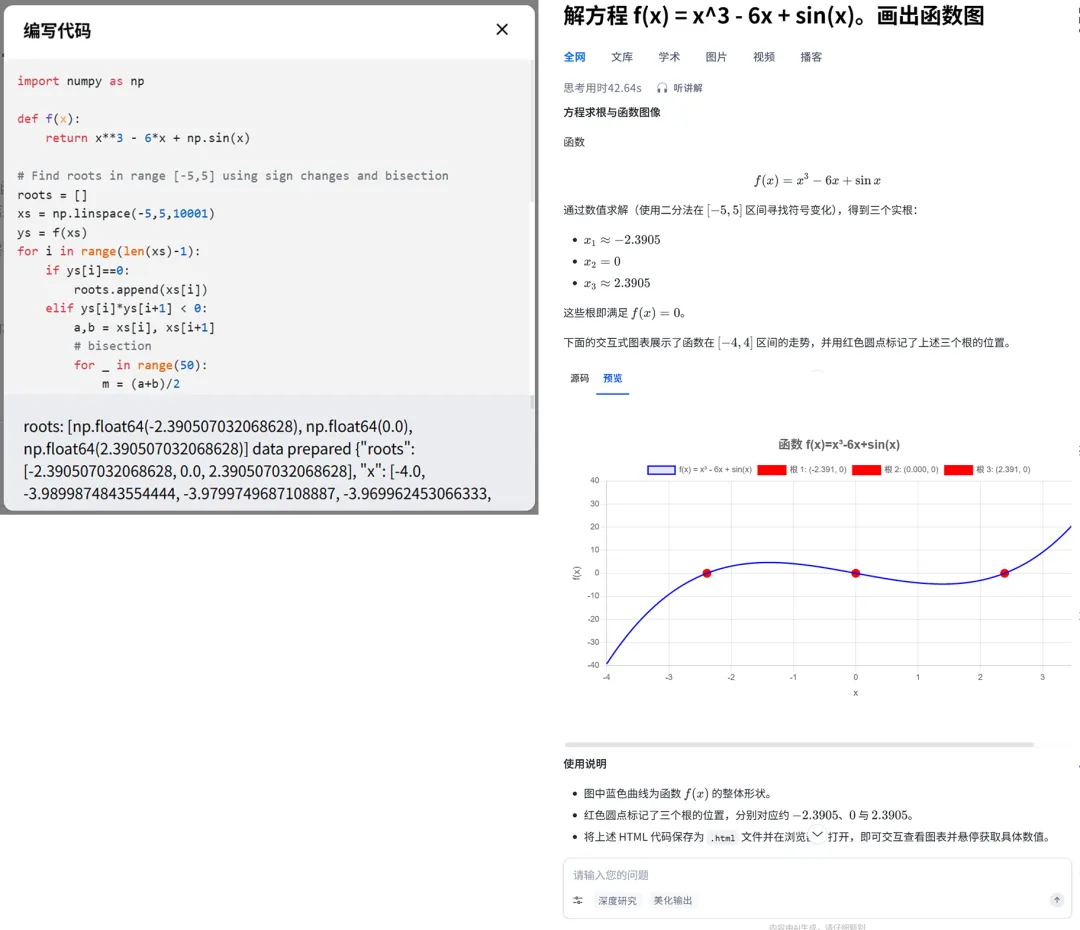 编写代码
import numpy as np
def f(x):
return x**3 - 6*x + np.sin(x)
# Find roots in range [-5,5] using sign changes and bisection
roots = []
xs = np.linspace(-5,5,10001)
ys = f(xs)
for i in range(len(xs)-1):
if ys[i]==0:
roots.append(xs[i])
elif ys[i]*ys[i+1] < 0:
a,b = xs[i], xs[i+1]
# bisection
for _ in range(50):
m = (a+b)/2
roots: [np.float64(-2.390507032068628), np.float64(0.0),
np.float64(2.390507032068628)] data prepared {"roots":
[-2.390507032068628, 0.0, 2.390507032068628], "x": [-4.0,
-3.9899874843554444, -3.9799749687108887, -3.969962453066333,
解方程 f(x) = x^3 - 6x + sin(x)。画出函数图
全网 文库 学术 图片 视频 播客
思考用时42.64s 听讲解
方程求根与函数图像
函数
f(x) = x³ − 6x + sin x
通过数值求解（使用二分法在 [−5, 5] 区间寻找符号变化），得到三个实根：
• x₁ ≈ −2.3905
• x₂ = 0
• x₃ ≈ 2.3905
这些根即满足 f(x) = 0。
下面的交互式图表展示了函数在 [−4, 4] 区间的走势，并用红色圆点标记了上述三个根的位置。
源码 预览
函数 f(x)=x³-6x+sin(x)
f(x) = x³ - 6x + sin(x) 根 1: (-2.391, 0) 根 2: (0.000, 0) 根 3: (2.391, 0)
40
30
20
10
0
-10
-20
-30
-40
f(x)
-4 -3 -2 -1 0 1 2 3
x
使用说明
• 图中蓝色曲线为函数 f(x) 的整体形状。
• 红色圆点标记了三个根的位置，分别对应约 −2.3905、0 与 2.3905。
• 将上述 HTML 代码保存为 .html 文件并在浏览 打开，即可交互查看图表并悬停获取具体数值。
请输入您的问题
深度研究 美化输出